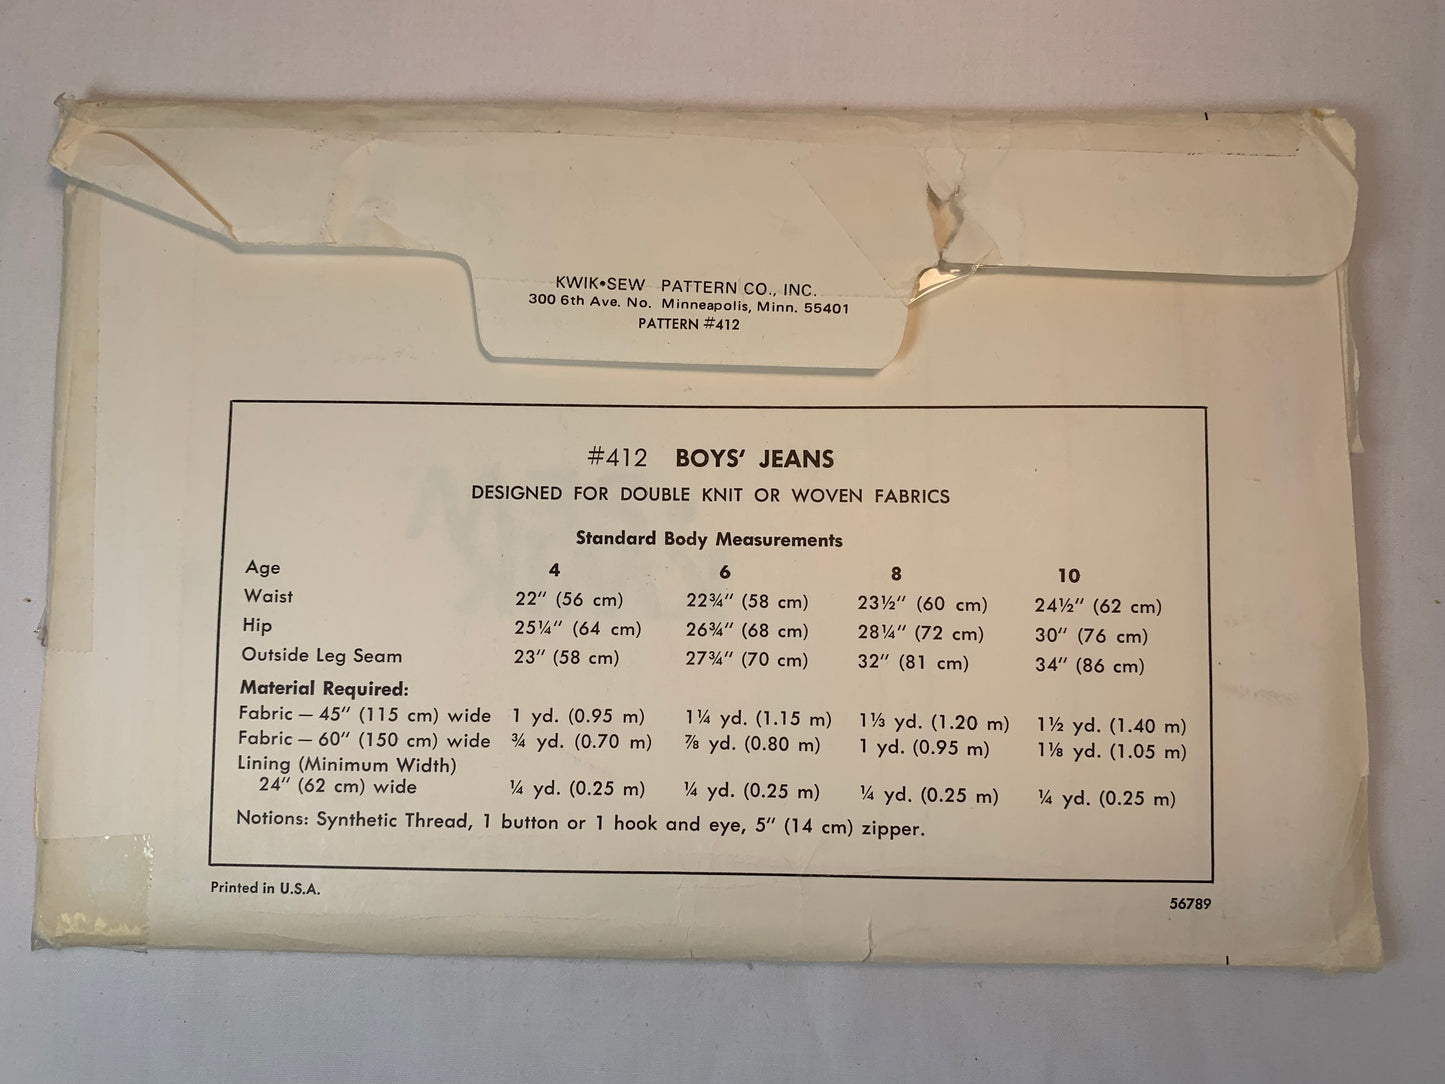 KWIK•SEW PATTERN CO., INC.
300 6th Ave. No. Minneapolis, Minn. 55401
PATTERN #412
#412 BOYS' JEANS
DESIGNED FOR DOUBLE KNIT OR WOVEN FABRICS
Standard Body Measurements
Age 4 6 8 10
Waist 22" (56 cm) 22¾" (58 cm) 23½" (60 cm) 24½" (62 cm)
Hip 25¼" (64 cm) 26¾" (68 cm) 28¼" (72 cm) 30" (76 cm)
Outside Leg Seam 23" (58 cm) 27¾" (70 cm) 32" (81 cm) 34" (86 cm)
Material Required:
Fabric — 45" (115 cm) wide 1 yd. (0.95 m) 1¼ yd. (1.15 m) 1⅓ yd. (1.20 m) 1½ yd. (1.40 m)
Fabric — 60" (150 cm) wide ¾ yd. (0.70 m) ⅞ yd. (0.80 m) 1 yd. (0.95 m) 1⅛ yd. (1.05 m)
Lining (Minimum Width)
24" (62 cm) wide ¼ yd. (0.25 m) ¼ yd. (0.25 m) ¼ yd. (0.25 m) ¼ yd. (0.25 m)
Notions: Synthetic Thread, 1 button or 1 hook and eye, 5" (14 cm) zipper.
Printed in U.S.A.
56789